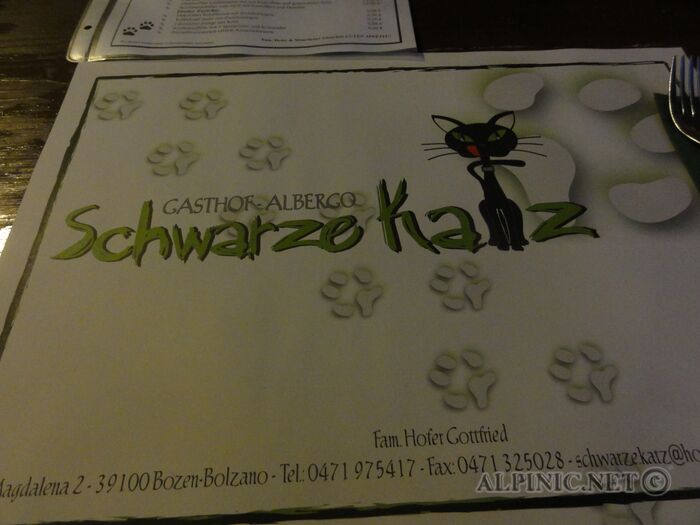 GASTHOF-ALBERGO
Schwarze Katz
Fam. Hofer Gottfried
Magdalena 2 - 39100 Bozen-Bolzano - Tel.: 0471 975417 - Fax: 0471 325028 - schwarzekatz@ho
ALPINIC.NET©